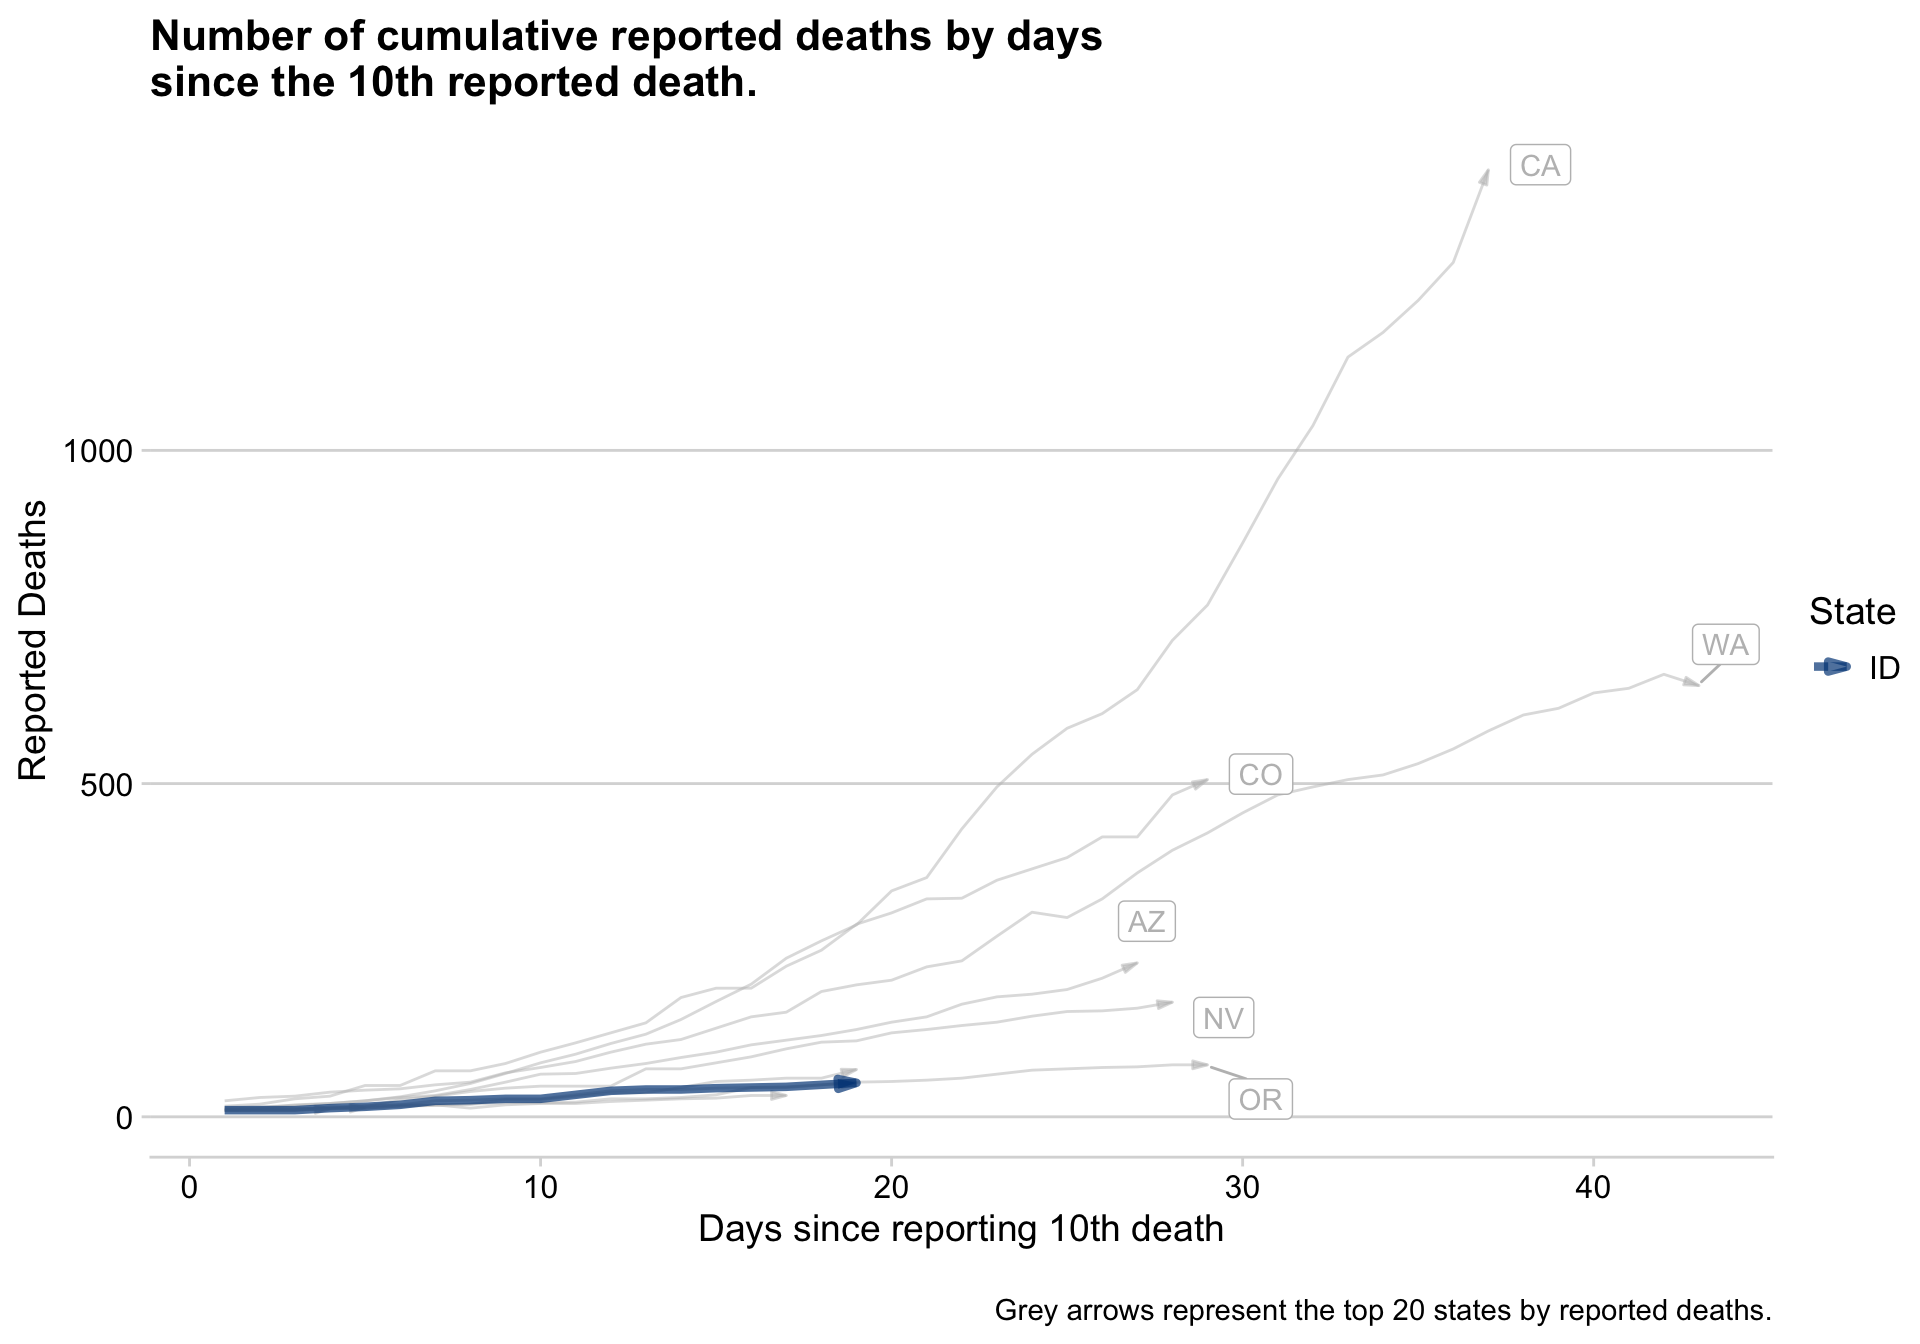 Number of cumulative reported deaths by days
since the 10th reported death.
CA
1000
Reported Deaths
State
WA
ID
500
CO
AZ
NV
OR
0
0 10 20 30 40
Days since reporting 10th death
Grey arrows represent the top 20 states by reported deaths.